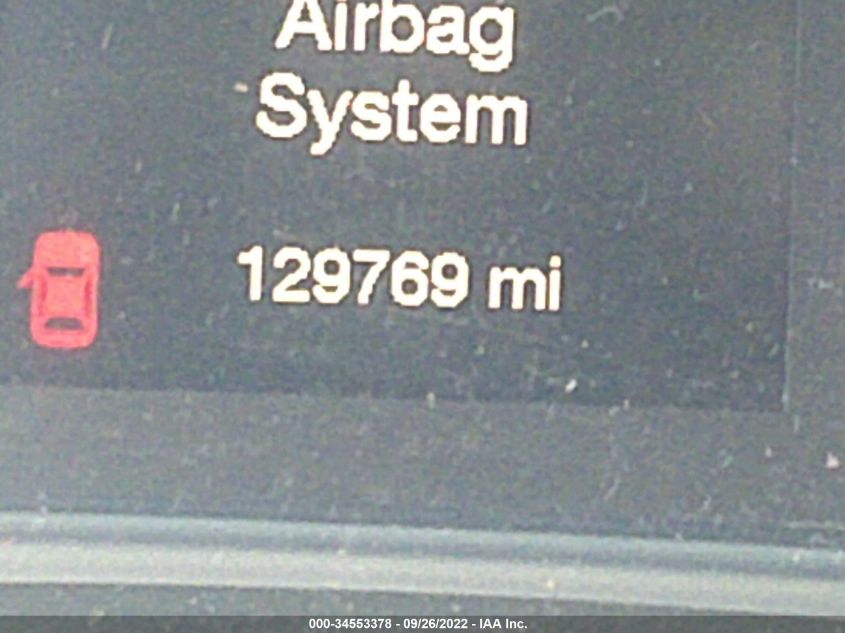 Airbag
System
129769 mi
000-34553378 - 09/26/2022 - IAA Inc.